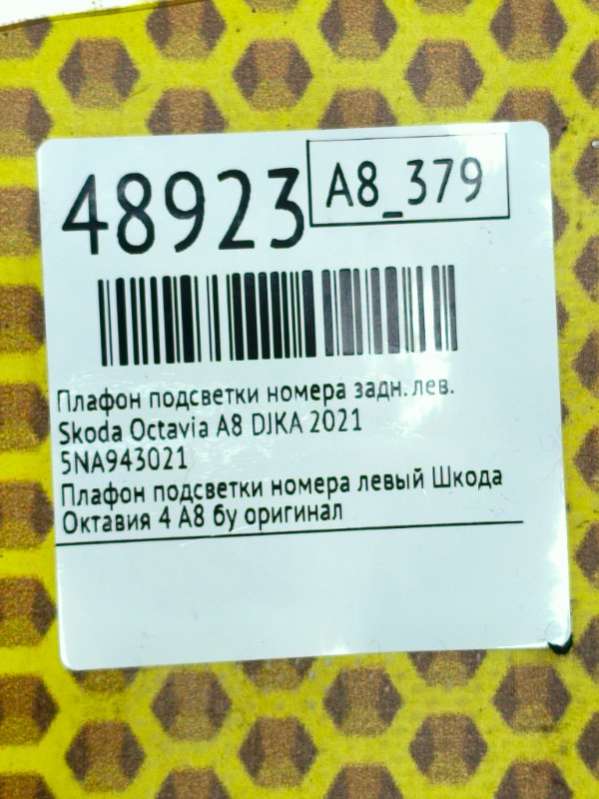 48923
A8_379
Плафон подсветки номера задн. лев.
Skoda Octavia A8 DJKA 2021
5NA943021
Плафон подсветки номера левый Шкода
Октавия 4 А8 бу оригинал